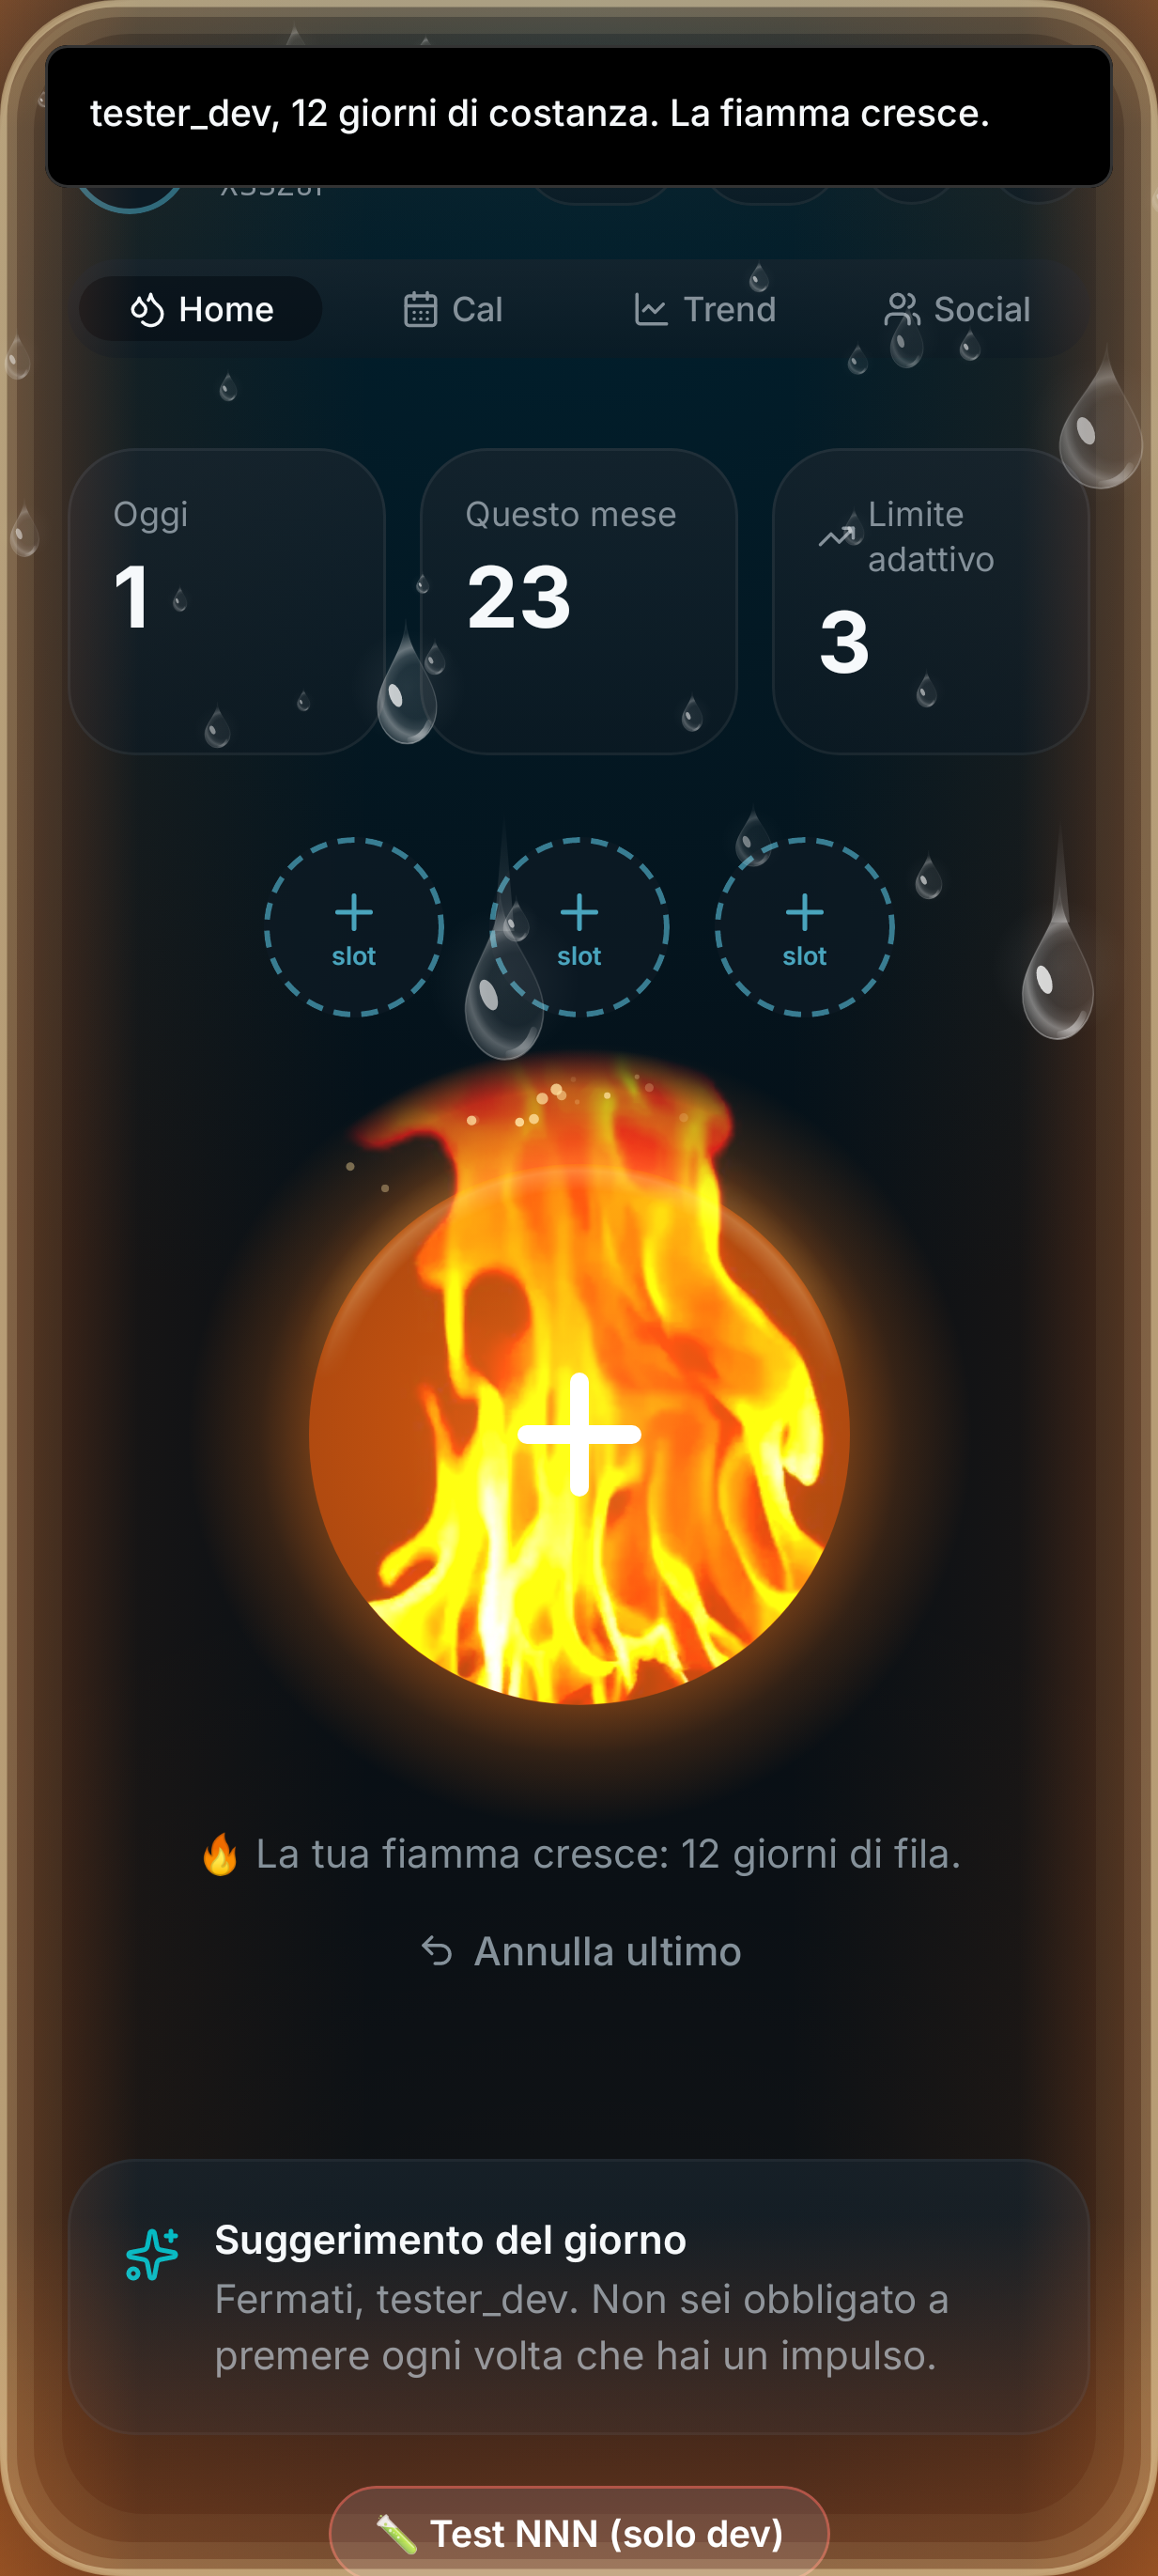 tester_dev, 12 giorni di costanza. La fiamma cresce.
Home
Cal
Trend
Social
Oggi
1
Questo mese
23
Limite
adattivo
3
slot
slot
slot
🔥 La tua fiamma cresce: 12 giorni di fila.
Annulla ultimo
Suggerimento del giorno
Fermati, tester_dev. Non sei obbligato a
premere ogni volta che hai un impulso.
Test NNN (solo dev)